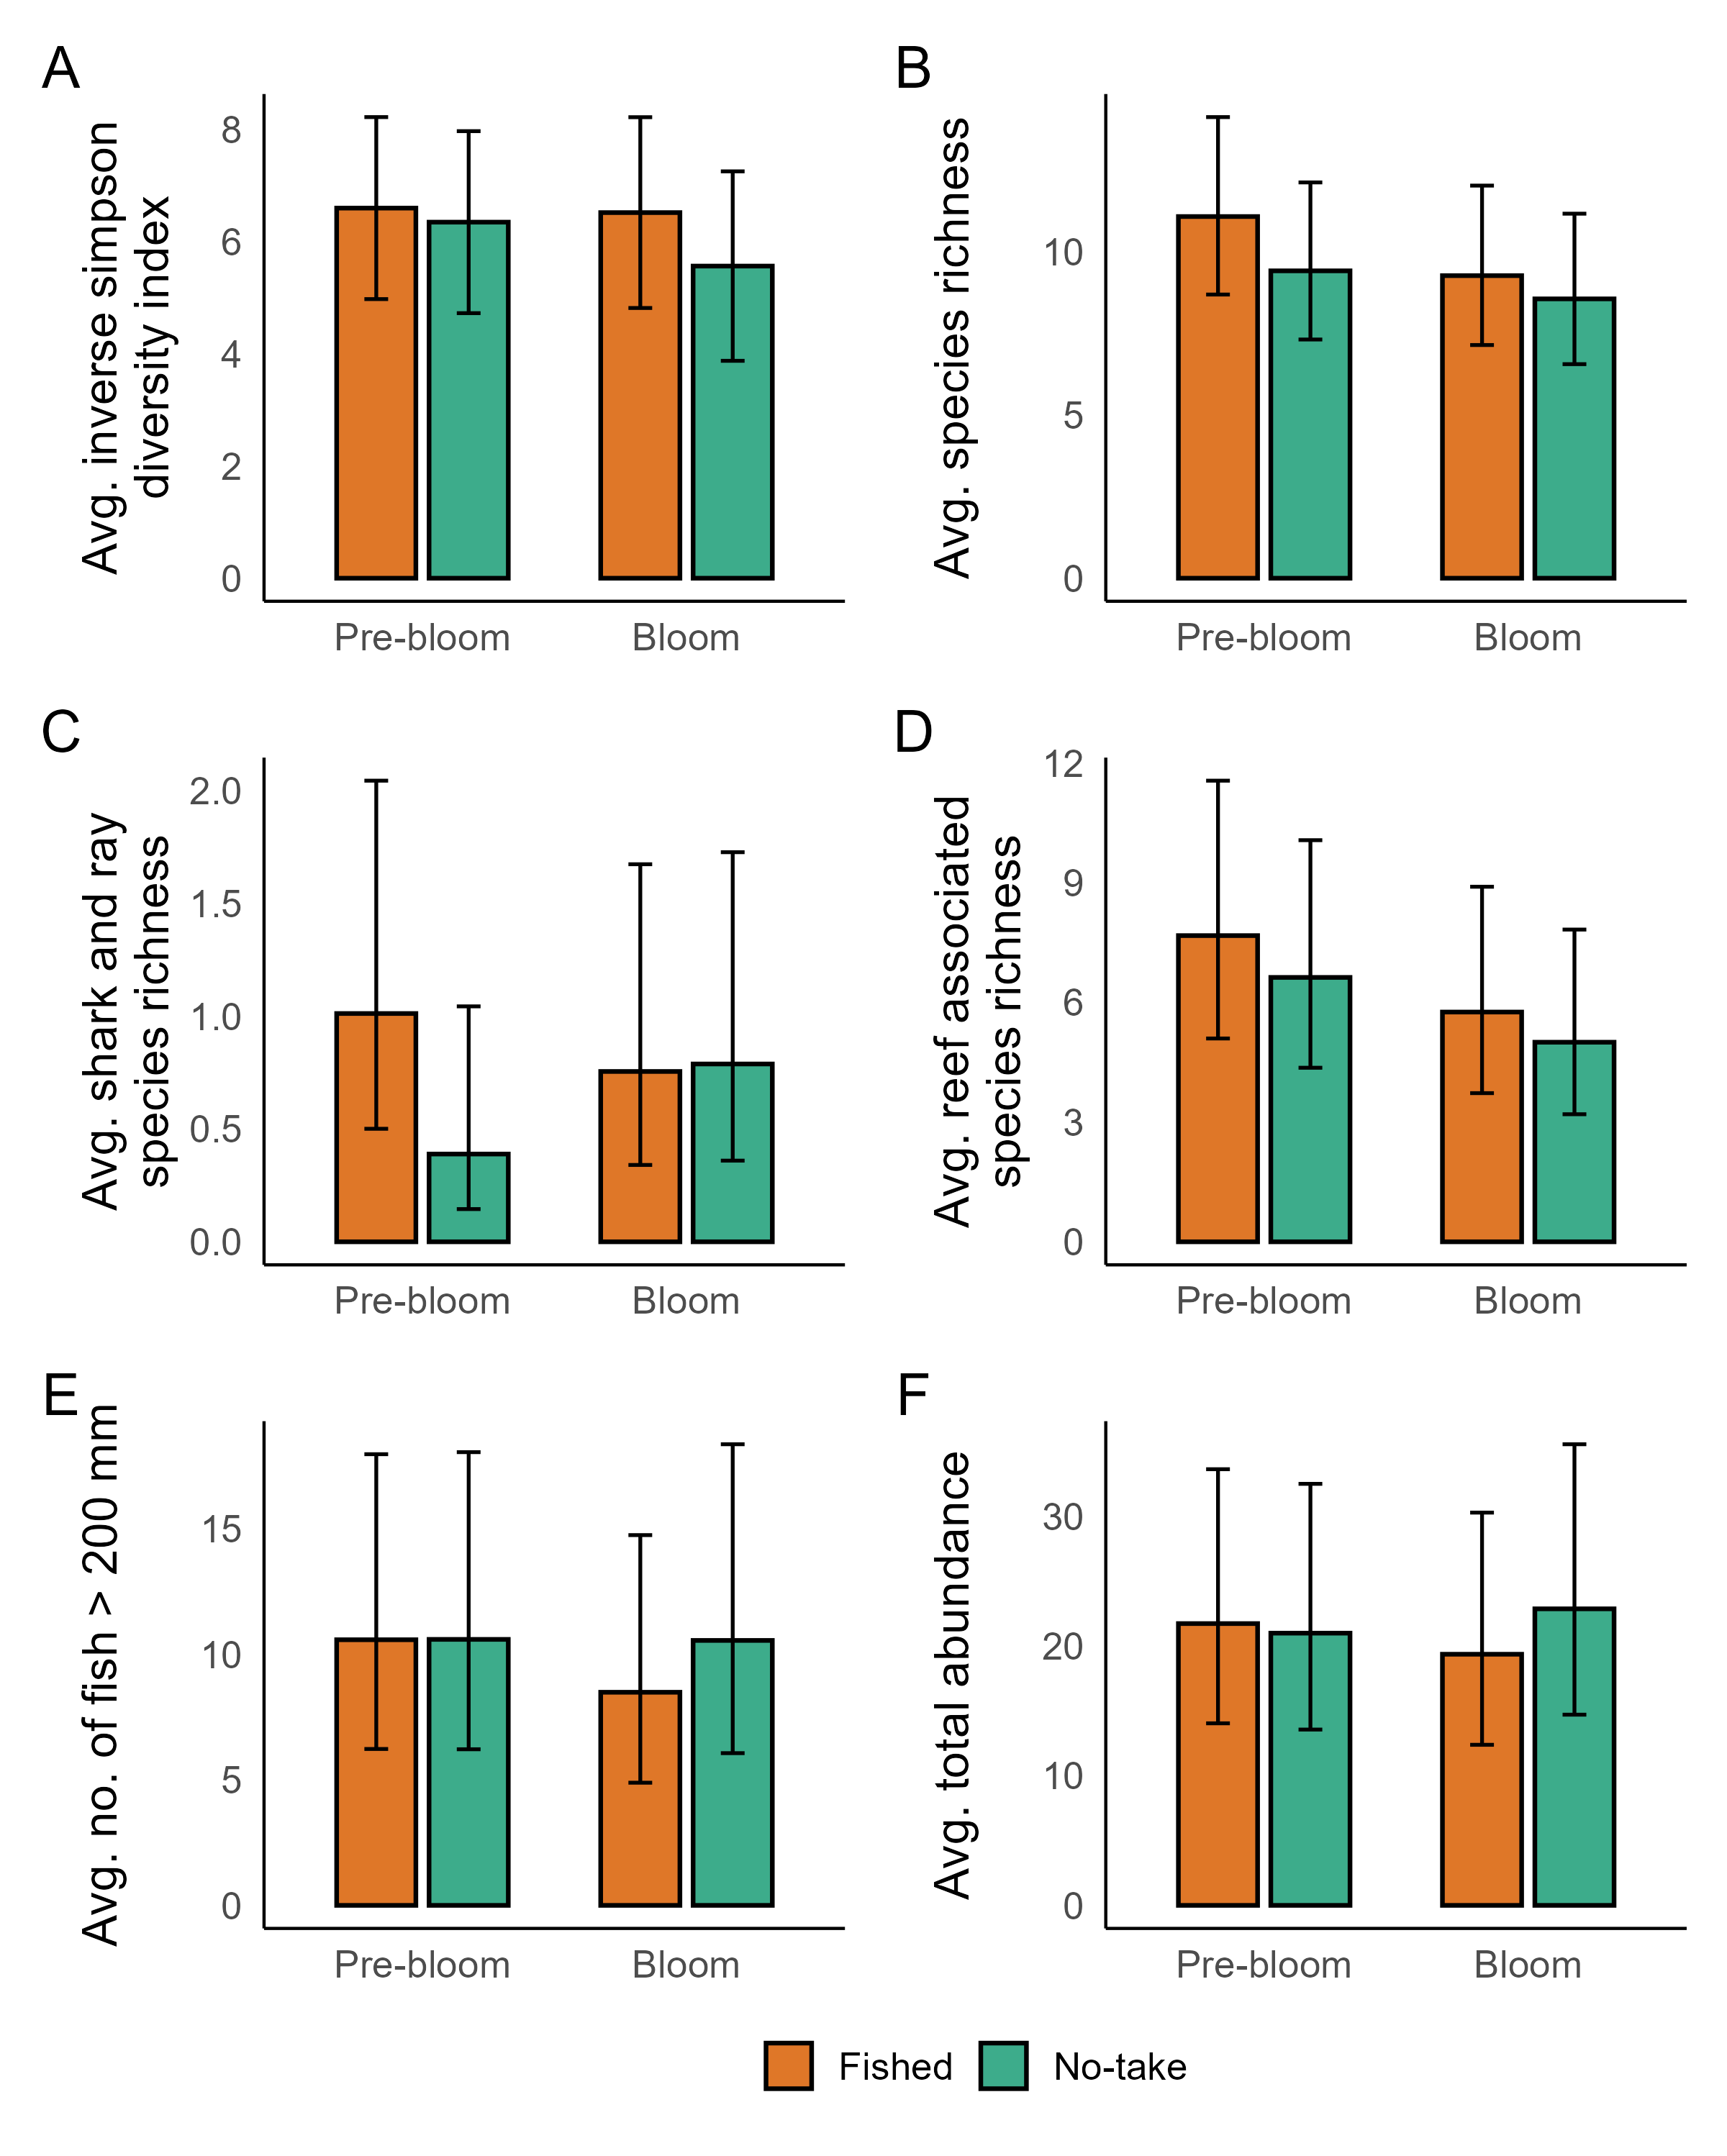 A
Avg. inverse simpson
diversity index
8
6
4
2
0
Pre-bloom
Bloom
B
Avg. species richness
10
5
0
Pre-bloom
Bloom
C
Avg. shark and ray
species richness
2.0
1.5
1.0
0.5
0.0
Pre-bloom
Bloom
D
Avg. reef associated
species richness
12
9
6
3
0
Pre-bloom
Bloom
E
Avg. no. of fish > 200 mm
15
10
5
0
Pre-bloom
Bloom
F
Avg. total abundance
30
20
10
0
Pre-bloom
Bloom
Fished
No-take